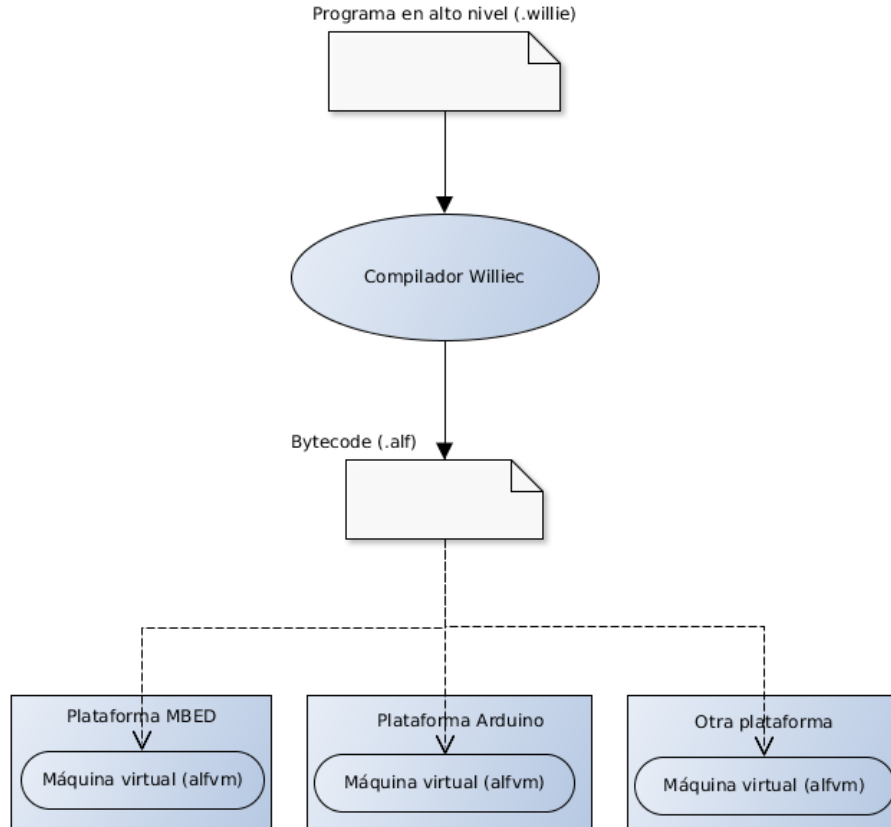 Programa en alto nivel (.willie)
Compilador Williec
Bytecode (.alf)
Plataforma MBED
Máquina virtual (alfvm)
Plataforma Arduino
Máquina virtual (alfvm)
Otra plataforma
Máquina virtual (alfvm)